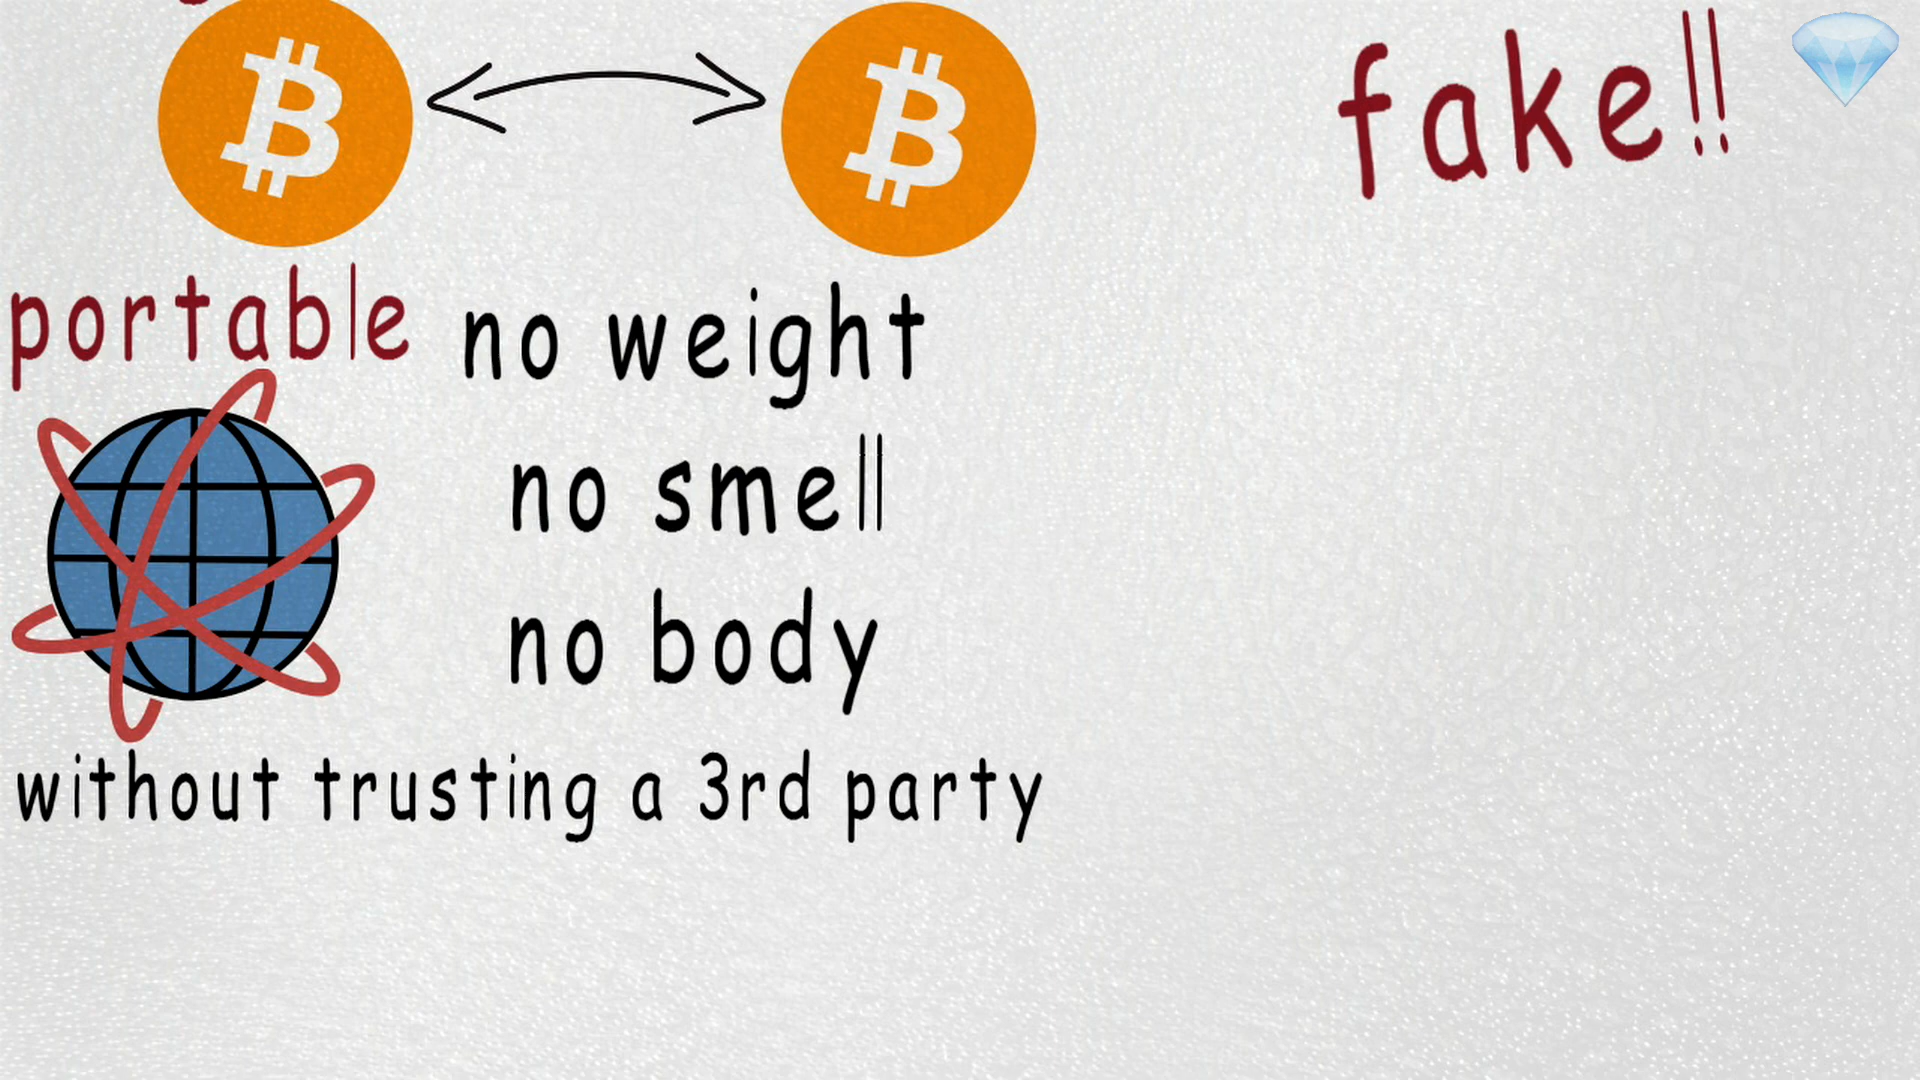 fake!!
portable
no weight
no smell
no body
without trusting a 3rd party